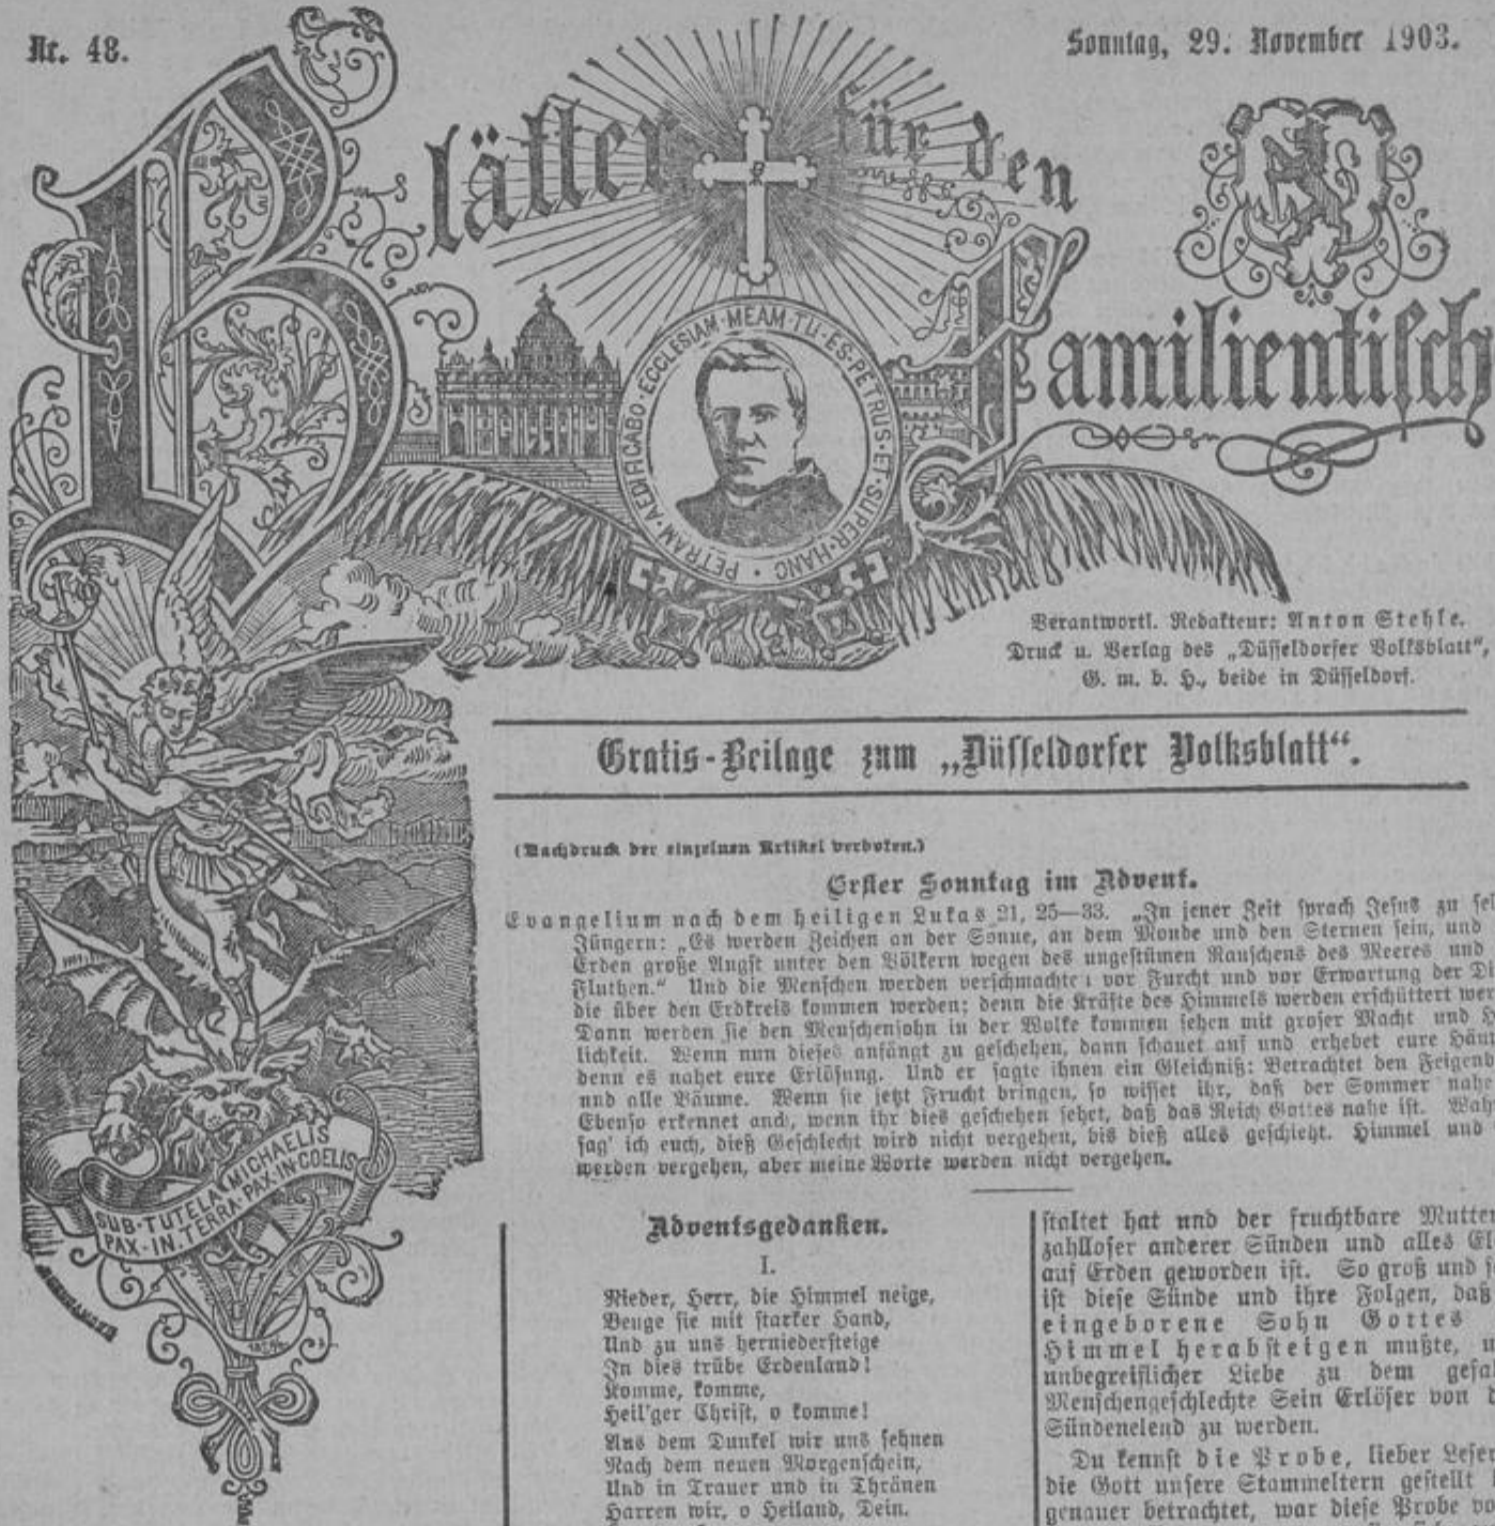 Nr. 48.
Sonntag, 29. November 1903.
Blätter für den
Familientisch
AEDIFICABO·ECCLESIAM·MEAM·TU·ES·PETRUS·ET·SUPER·HANC·PETRAM
Verantwortl. Redakteur: Anton Stehle.
Druck u. Verlag des „Düsseldorfer Volksblatt“,
G. m. b. H., beide in Düsseldorf.
Gratis-Beilage zum „Düsseldorfer Volksblatt“.
(Nachdruck der einzelnen Artikel verboten.)
Erster Sonntag im Advent.
Evangelium nach dem heiligen Lukas 21, 25—33. „In jener Zeit sprach Jesus zu sei
Jüngern: „Es werden Zeichen an der Sonne, an dem Monde und den Sternen sein, und
Erden große Angst unter den Völkern wegen des ungestümen Rauschens des Meeres und
Fluthen.“ Und die Menschen werden verschmachten vor Furcht und vor Erwartung der Di
die über den Erdkreis kommen werden; denn die Kräfte des Himmels werden erschüttert wer
Dann werden sie den Menschensohn in der Wolke kommen sehen mit großer Macht und H
lichkeit. Wenn nun dieses anfängt zu geschehen, dann schauet auf und erhebet eure Häu
denn es nahet eure Erlösung. Und er sagte ihnen ein Gleichniß: Betrachtet den Feigenb
und alle Bäume. Wenn sie jetzt Frucht bringen, so wisset ihr, daß der Sommer nahe
Ebenso erkennet auch, wenn ihr dies geschehen sehet, daß das Reich Gottes nahe ist. Wah
sag' ich euch, dieß Geschlecht wird nicht vergehen, bis dieß alles geschieht. Himmel und
werden vergehen, aber meine Worte werden nicht vergehen.
SUB·TUTELA MICHAELIS
PAX·IN·TERRA·PAX·IN·COELIS
Adventsgedanken.
I.
Nieder, Herr, die Himmel neige,
Beuge sie mit starker Hand,
Und zu uns herniedersteige
In dies trübe Erdenland!
Komme, komme,
Heil'ger Christ, o komme!
Aus dem Dunkel wir uns sehnen
Nach dem neuen Morgenschein,
Und in Trauer und in Thränen
Harren wir, o Heiland, Dein.
staltet hat und der fruchtbare Mutter
zahlloser anderer Sünden und alles El
auf Erden geworden ist. So groß und s
ist diese Sünde und ihre Folgen, daß
eingeborene Sohn Gottes
Himmel herabsteigen mußte, u
unbegreiflicher Liebe zu dem gefal
Menschengeschlechte Sein Erlöser von d
Sündenelend zu werden.
Du kennst die Probe, lieber Leser
die Gott unsere Stammeltern gestellt h
genauer betrachtet, war diese Probe vo